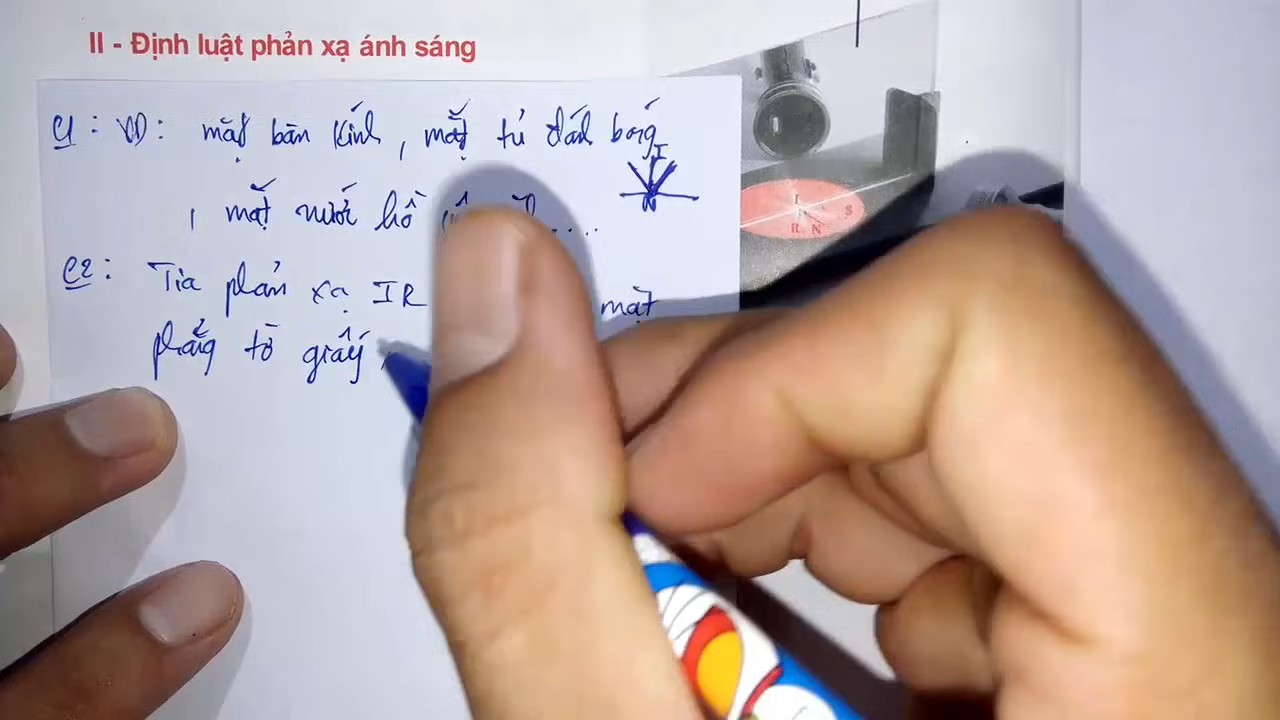 II - Định luật phản xạ ánh sáng
C1: VD: mặt bàn kính, mặt tủ đánh bóng
I
, mặt nước hồ ....
C2: Tia phản xạ IR mặt
phẳng tờ giấy
I
S
R N